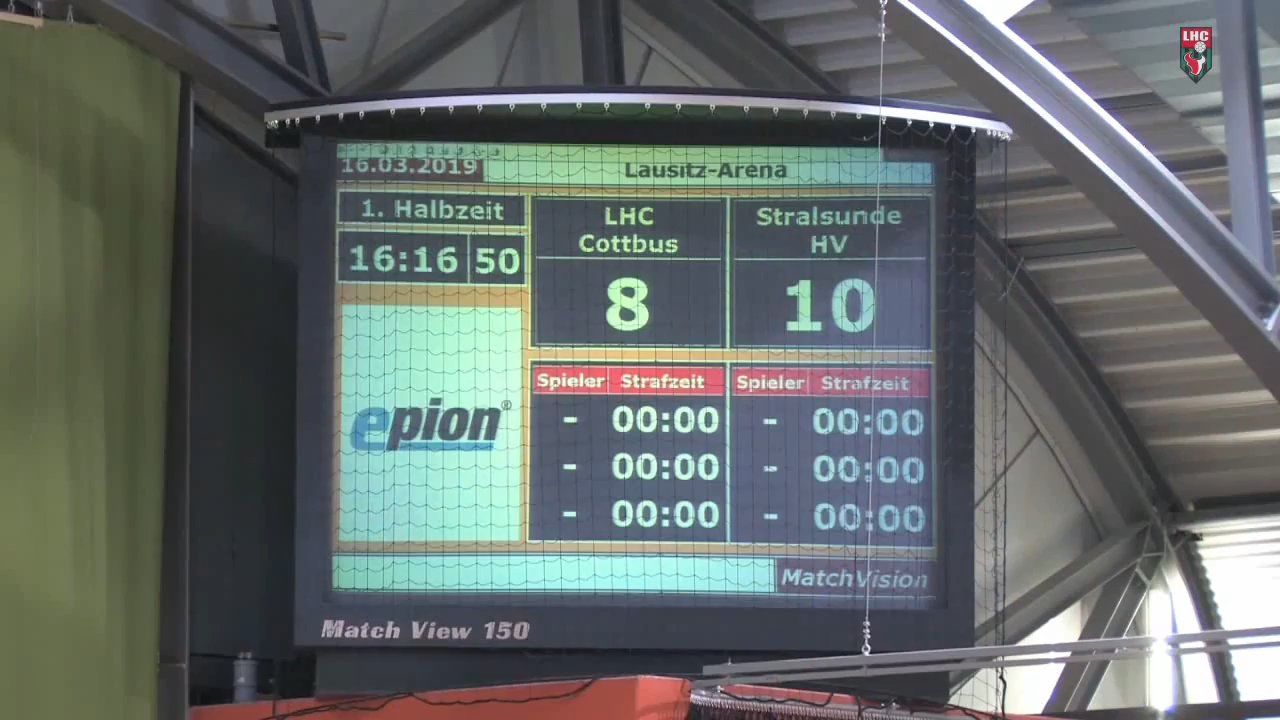 LHC
16.03.2019
Lausitz-Arena
1. Halbzeit
16:16 50
LHC
Cottbus
8
Stralsunde
HV
10
epion®
Spieler Strafzeit Spieler Strafzeit
- 00:00 - 00:00
- 00:00 - 00:00
- 00:00 - 00:00
MatchVision
Match View 150